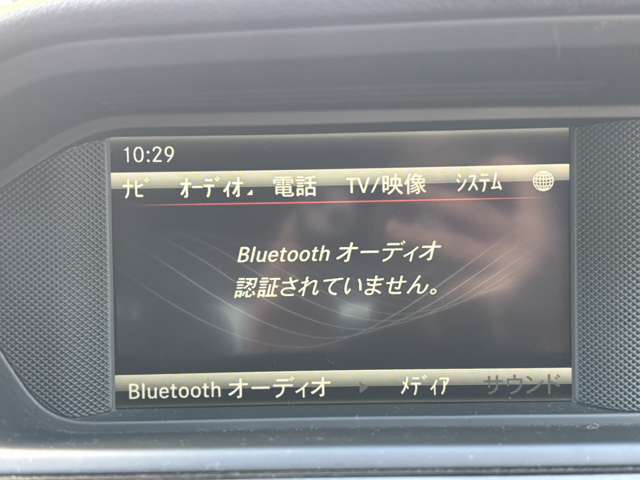 10:29
ナビ オーディオ 電話 TV/映像 システム
Bluetooth オーディオ
認証されていません。
Bluetooth オーディオ メディア サウンド